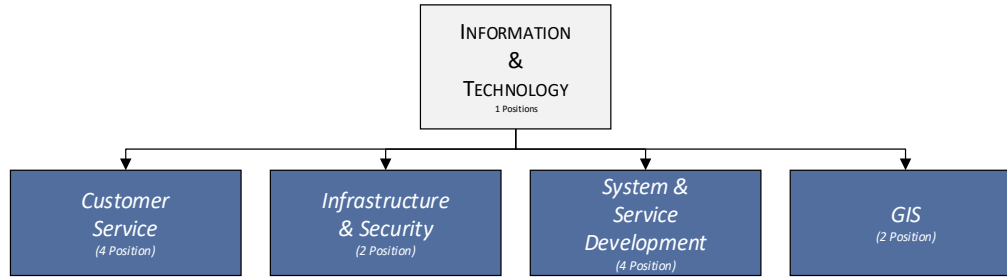 INFORMATION
&
TECHNOLOGY
1 Positions
Customer
Service
(4 Position)
Infrastructure
& Security
(2 Position)
System &
Service
Development
(4 Position)
GIS
(2 Position)